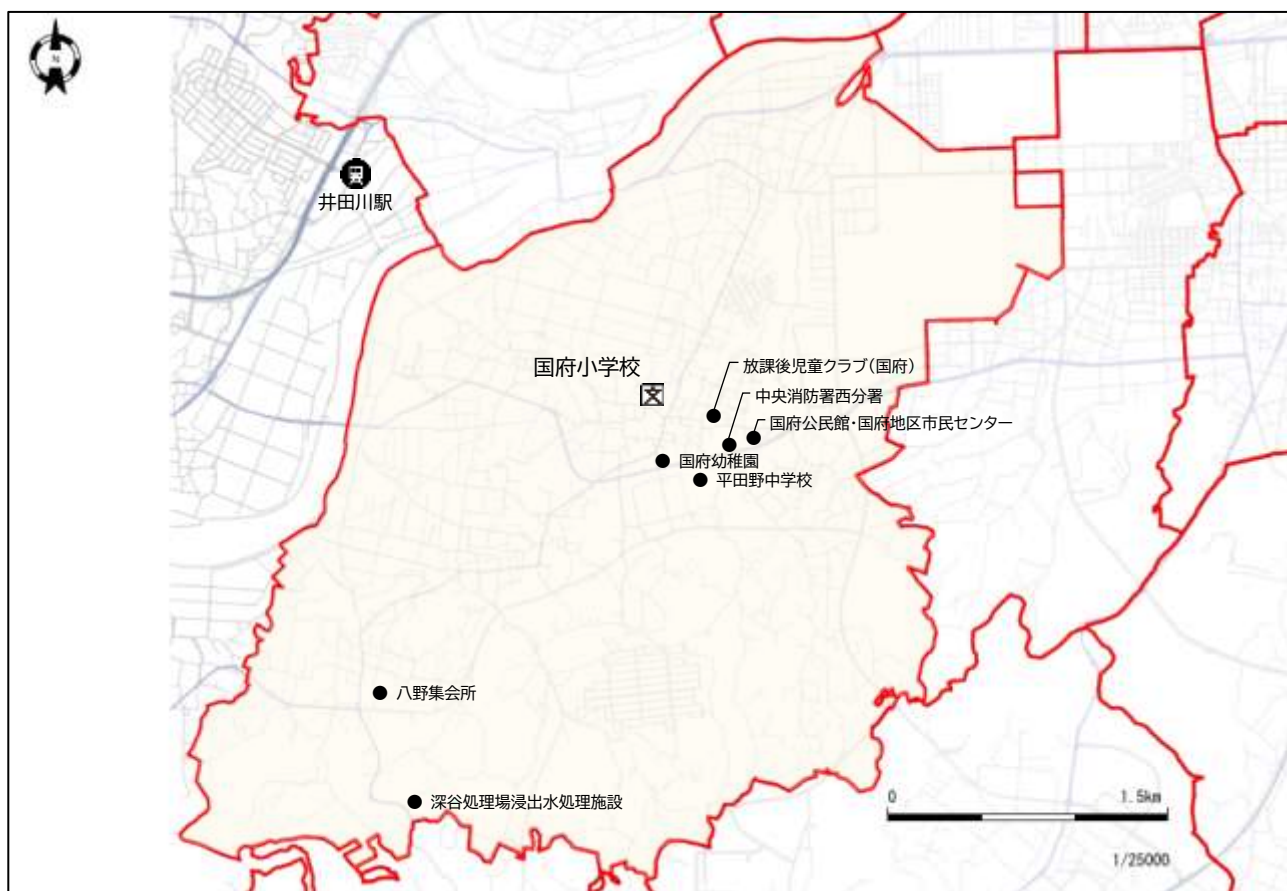 N
井田川駅
国府小学校
文
放課後児童クラブ(国府)
中央消防署西分署
国府公民館・国府地区市民センター
国府幼稚園
平田野中学校
八野集会所
深谷処理場浸出水処理施設
0 1.5km
1/25000